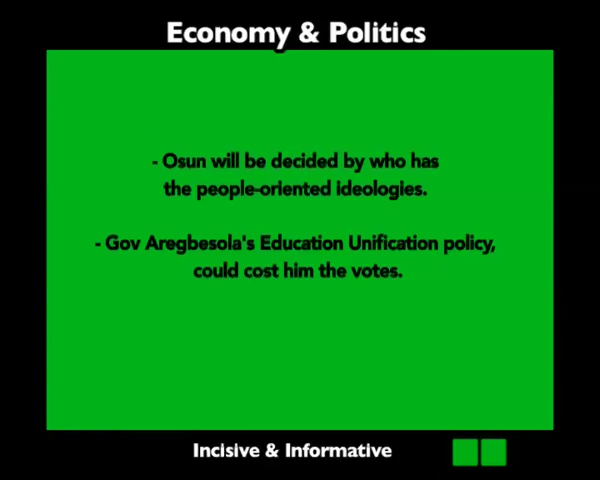 Economy & Politics
- Osun will be decided by who has
the people-oriented ideologies.
- Gov Aregbesola's Education Unification policy,
could cost him the votes.
Incisive & Informative